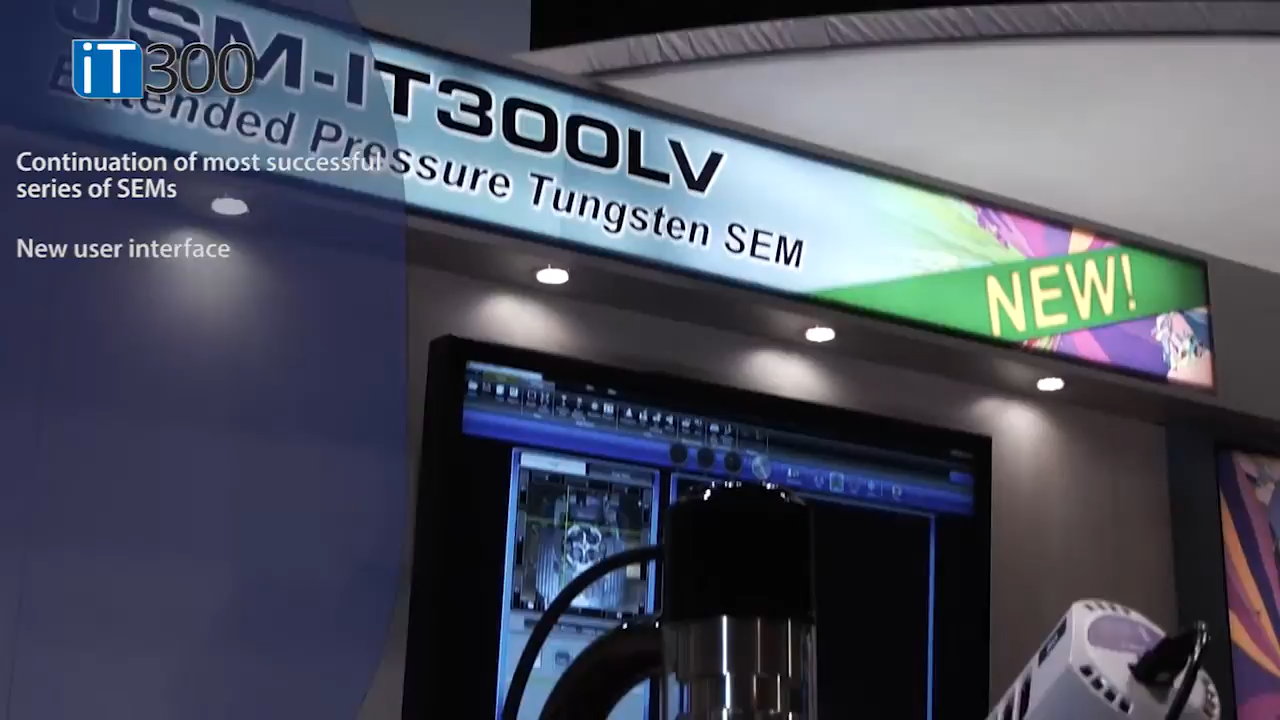 iT300
JSM-IT300LV
Extended Pressure Tungsten SEM
NEW!
Continuation of most successful
series of SEMs
New user interface